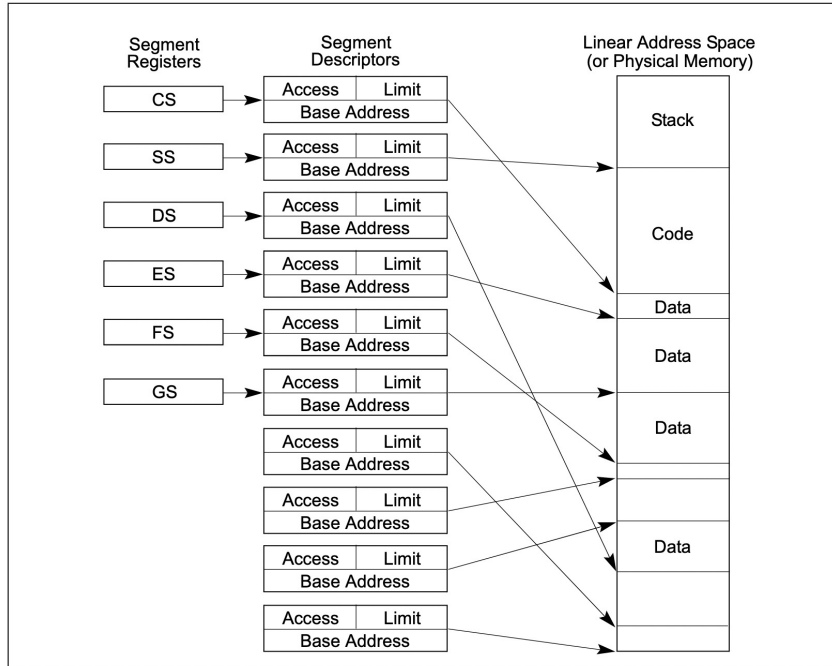 Segment Registers
Segment Descriptors
Linear Address Space (or Physical Memory)
CS
Access Limit
Base Address
Stack
SS
Access Limit
Base Address
DS
Access Limit
Base Address
Code
ES
Access Limit
Base Address
Data
FS
Access Limit
Base Address
Data
GS
Access Limit
Base Address
Data
Access Limit
Base Address
Access Limit
Base Address
Access Limit
Base Address
Data
Access Limit
Base Address